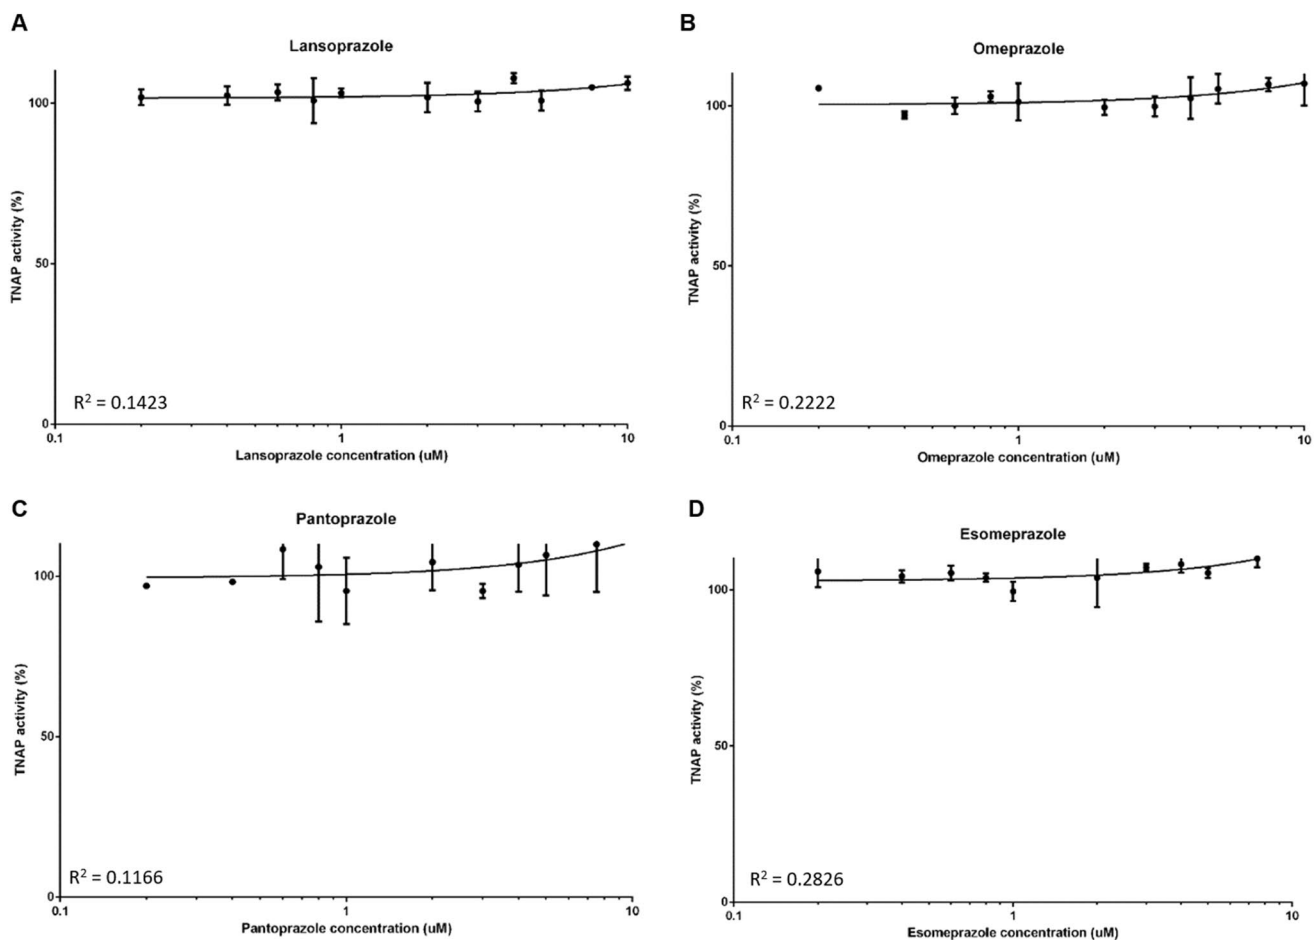 A
Lansoprazole
100
50
0
TNAP activity (%)
R² = 0.1423
0.1 1 10
Lansoprazole concentration (uM)
B
Omeprazole
100
50
0
TNAP activity (%)
R² = 0.2222
0.1 1 10
Omeprazole concentration (uM)
C
Pantoprazole
100
50
0
TNAP activity (%)
R² = 0.1166
0.1 1 10
Pantoprazole concentration (uM)
D
Esomeprazole
100
50
0
TNAP activity (%)
R² = 0.2826
0.1 1 10
Esomeprazole concentration (uM)